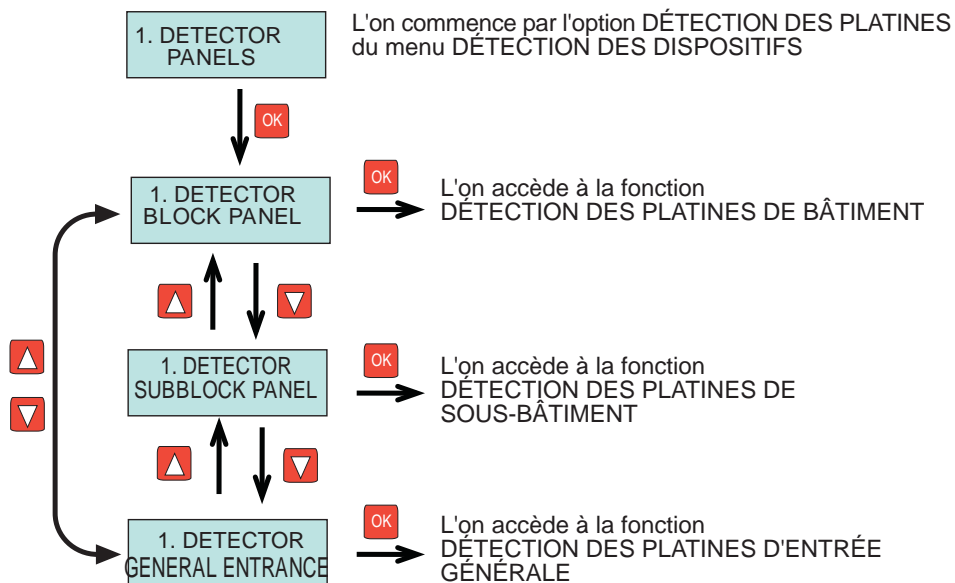 1. DETECTOR
PANELS
L'on commence par l'option DÉTECTION DES PLATINES
du menu DÉTECTION DES DISPOSITIFS
OK
1. DETECTOR
BLOCK PANEL
OK
L'on accède à la fonction
DÉTECTION DES PLATINES DE BÂTIMENT
1. DETECTOR
SUBBLOCK PANEL
OK
L'on accède à la fonction
DÉTECTION DES PLATINES DE
SOUS-BÂTIMENT
1. DETECTOR
GENERAL ENTRANCE
OK
L'on accède à la fonction
DÉTECTION DES PLATINES D'ENTRÉE
GÉNÉRALE